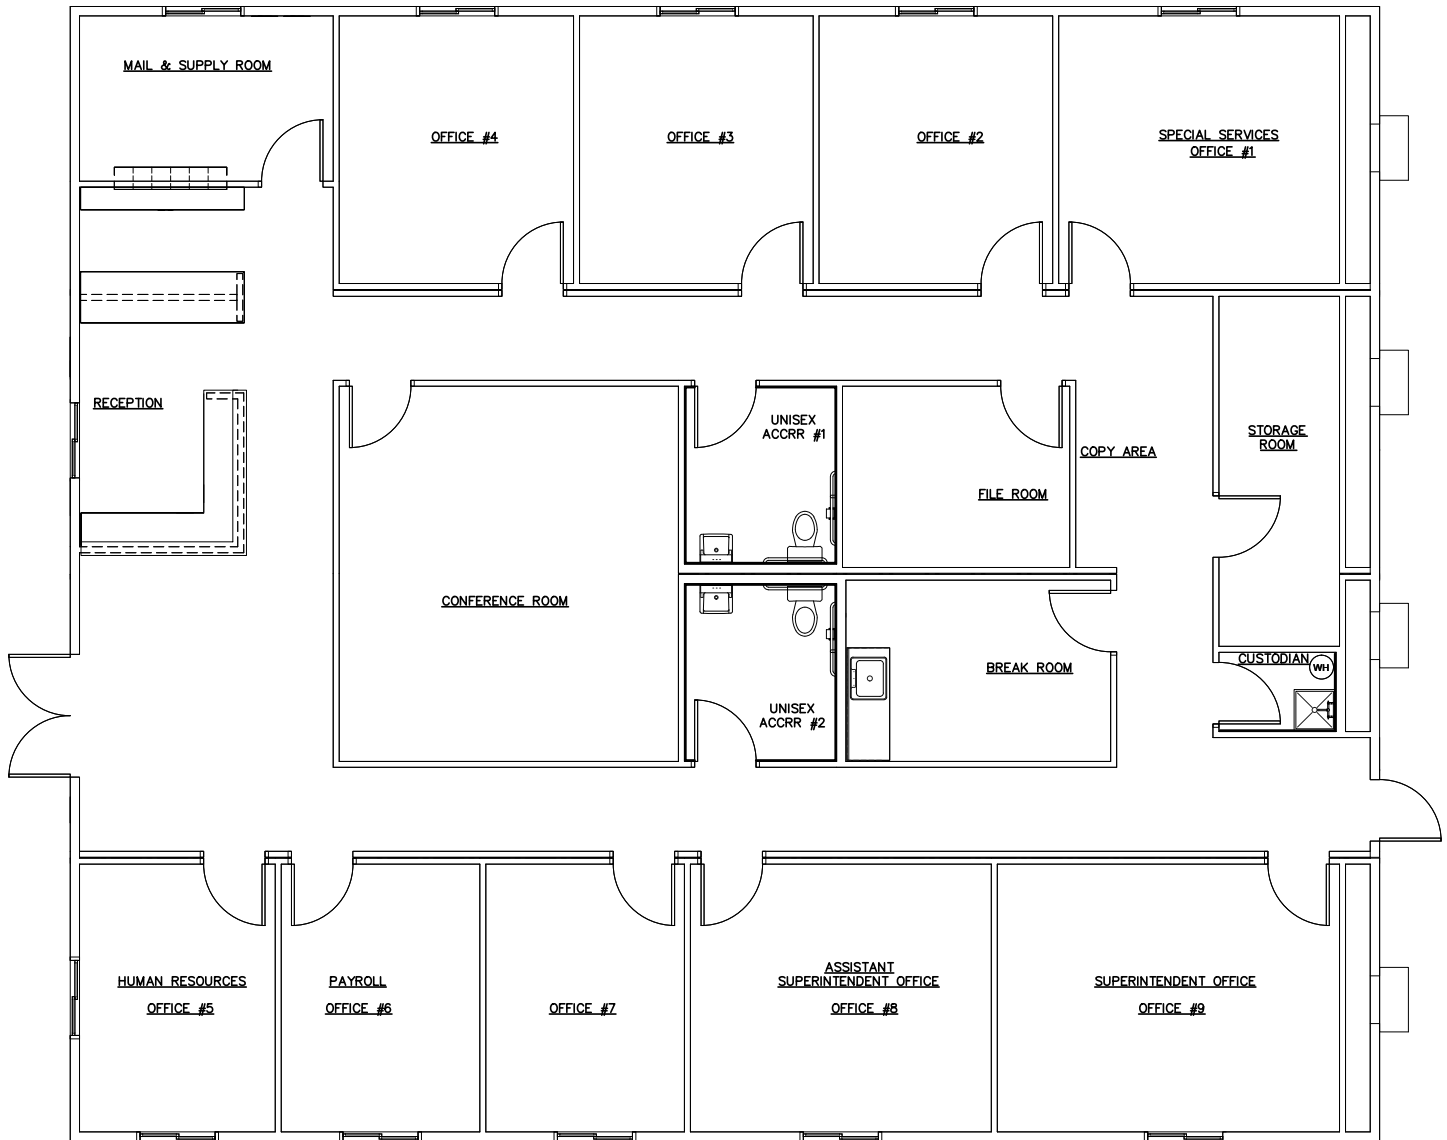 MAIL & SUPPLY ROOM
OFFICE #4
OFFICE #3
OFFICE #2
SPECIAL SERVICES
OFFICE #1
RECEPTION
UNISEX
ACCRR #1
COPY AREA
STORAGE
ROOM
FILE ROOM
CONFERENCE ROOM
BREAK ROOM
CUSTODIAN
WH
UNISEX
ACCRR #2
HUMAN RESOURCES
OFFICE #5
PAYROLL
OFFICE #6
OFFICE #7
ASSISTANT
SUPERINTENDENT OFFICE
OFFICE #8
SUPERINTENDENT OFFICE
OFFICE #9